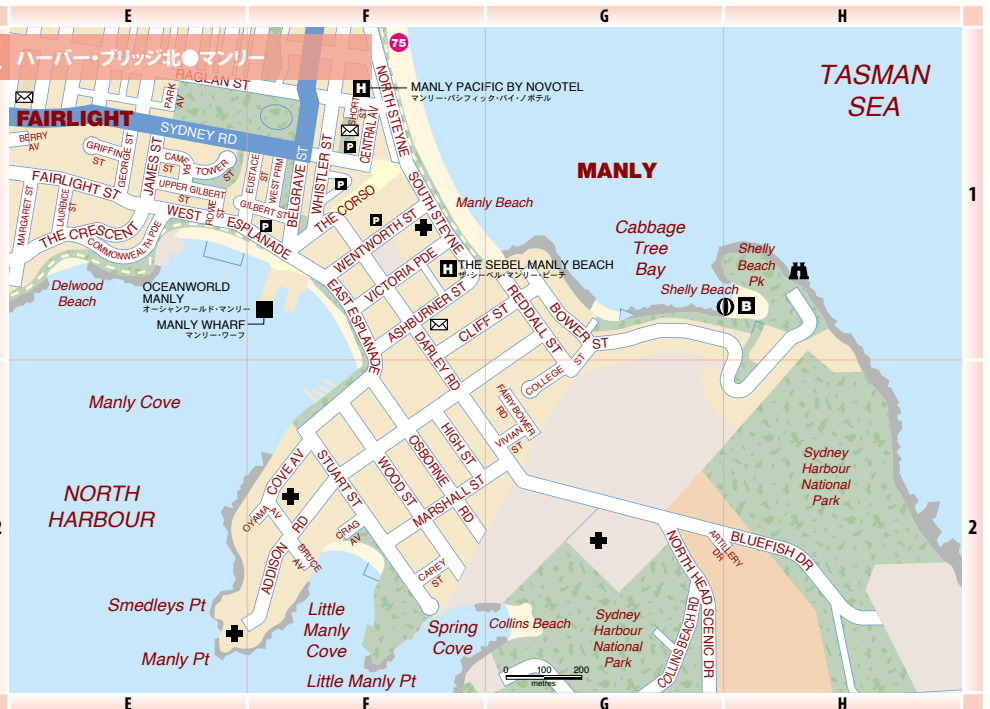 E
F
G
H
ハーバー・ブリッジ北●マンリー
75
RAGLAN ST
PARK AV
H
MANLY PACIFIC BY NOVOTEL
マンリー・パシフィック・バイ・ノボテル
SHORT ST
CENTRAL AV
NORTH STEYNE
TASMAN
SEA
FAIRLIGHT
SYDNEY RD
P
BERRY AV
GRIFFIN ST
GEORGE ST
JAMES ST
CAMERA ST
TOWER ST
EUSTACE ST
WEST PRM
BELGRAVE ST
WHISTLER ST
P
MANLY
1
FAIRLIGHT ST
UPPER GILBERT ST
GILBERT ST
ROWE ST
THE CORSO
P
P
SOUTH STEYNE
Manly Beach
MARGARET ST
LAURENCE ST
THE CRESCENT
COMMONWEALTH PDE
WEST ESPLANADE
WENTWORTH ST
VICTORIA PDE
Cabbage
Tree
Bay
Shelly
Beach
Pk
Shelly Beach
B
Delwood
Beach
OCEANWORLD
MANLY
オーシャンワールド・マンリー
MANLY WHARF
マンリー・ワーフ
H
THE SEBEL MANLY BEACH
ザ・シーベル・マンリー・ビーチ
EAST ESPLANADE
ASHBURNER ST
DARLEY RD
CLIFF ST
REDDALL ST
BOWER ST
COLLEGE ST
Manly Cove
FAIRY BOWER RD
VIVIAN ST
NORTH
HARBOUR
COVE AV
STUART ST
WOOD ST
OSBORNE RD
HIGH ST
MARSHALL ST
Sydney
Harbour
National
Park
2
2
OYAMA AV
ADDISON RD
BRUCE AV
CRAG AV
CAREY ST
ARTILLERY DR
BLUEFISH DR
NORTH HEAD SCENIC DR
COLLINS BEACH RD
Smedleys Pt
Manly Pt
Little
Manly
Cove
Little Manly Pt
Spring
Cove
Collins Beach
Sydney
Harbour
National
Park
0 100 200
metres
E
F
G
H